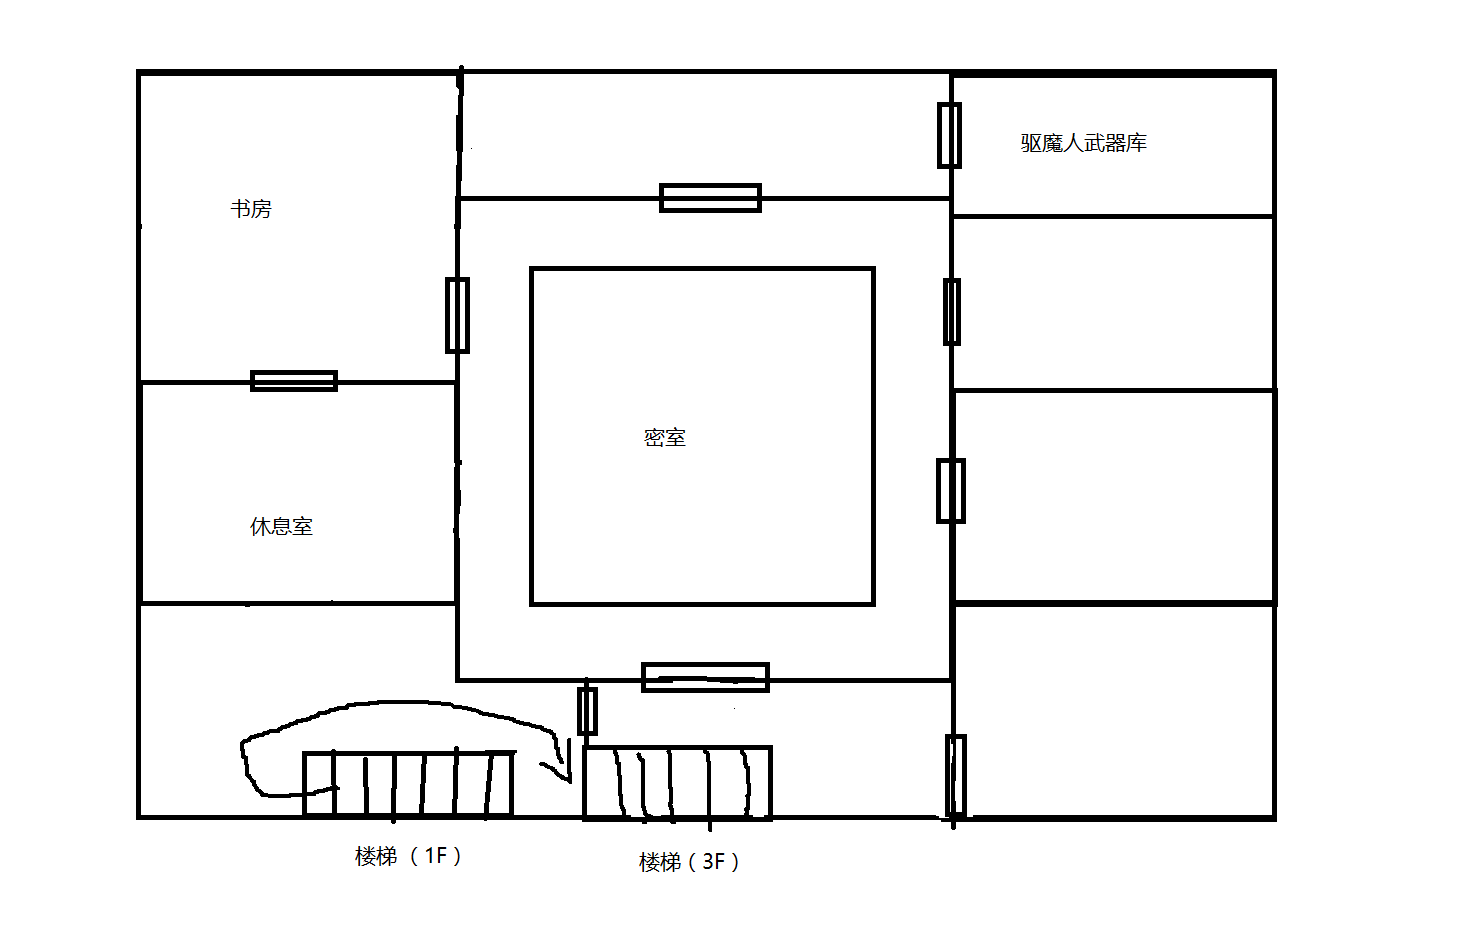 驱魔人武器库
书房
密室
休息室
楼梯（1F）
楼梯（3F）